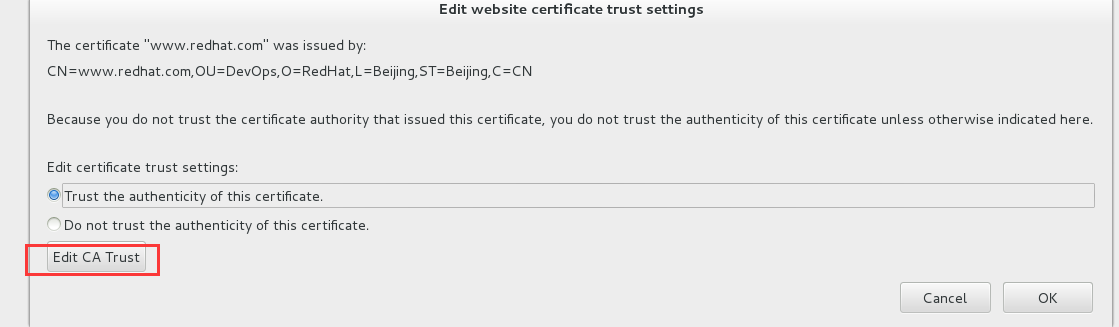 Edit website certificate trust settings
The certificate "www.redhat.com" was issued by:
CN=www.redhat.com,OU=DevOps,O=RedHat,L=Beijing,ST=Beijing,C=CN
Because you do not trust the certificate authority that issued this certificate, you do not trust the authenticity of this certificate unless otherwise indicated here.
Edit certificate trust settings:
Trust the authenticity of this certificate.
Do not trust the authenticity of this certificate.
Edit CA Trust
Cancel OK